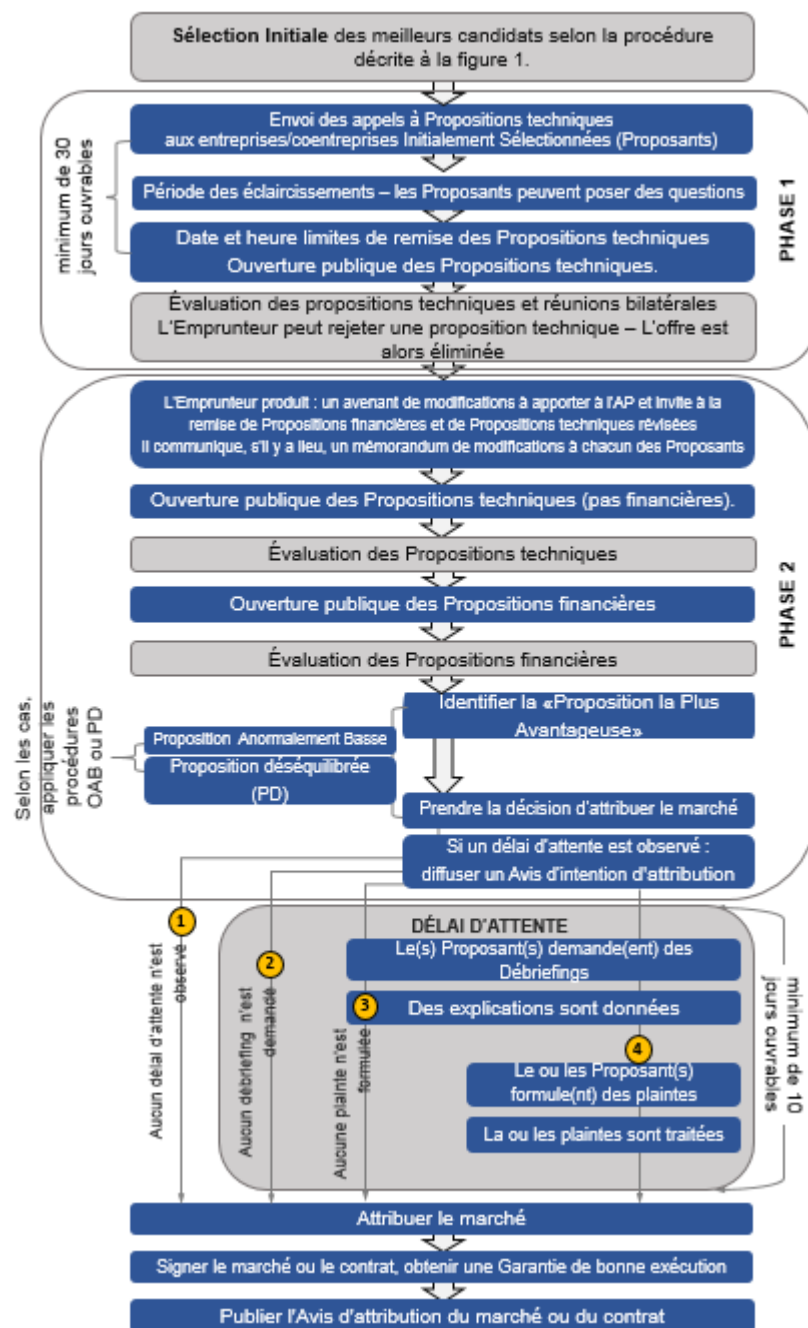 Sélection Initiale des meilleurs candidats selon la procédure
décrite à la figure 1.
Envoi des appels à Propositions techniques
aux entreprises/coentreprises Initialement Sélectionnées (Proposants)
Période des éclaircissements – les Proposants peuvent poser des questions
minimum de 30
jours ouvrables
Date et heure limites de remise des Propositions techniques
Ouverture publique des Propositions techniques.
Évaluation des propositions techniques et réunions bilatérales
L'Emprunteur peut rejeter une proposition technique – L'offre est
alors éliminée
PHASE 1
L'Emprunteur produit : un avenant de modifications à apporter à l'AP et invite à la
remise de Propositions financières et de Propositions techniques révisées
Il communique, s'il y a lieu, un mémorandum de modifications à chacun des Proposants
Ouverture publique des Propositions techniques (pas financières).
Évaluation des Propositions techniques
Ouverture publique des Propositions financières
Évaluation des Propositions financières
PHASE 2
Identifier la «Proposition la Plus
Avantageuse»
Selon les cas,
appliquer les
procédures
OAB ou PD
Proposition Anormalement Basse
Proposition déséquilibrée
(PD)
Prendre la décision d'attribuer le marché
Si un délai d'attente est observé :
diffuser un Avis d'intention d'attribution
DÉLAI D'ATTENTE
1
Aucun délai d'attente n'est
observé
2
Aucun débriefing n'est
demandé
3
Aucune plainte n'est
formulée
Le(s) Proposant(s) demande(ent) des
Débriefings
Des explications sont données
4
Le ou les Proposant(s)
formule(nt) des plaintes
La ou les plaintes sont traitées
minimum de 10
jours ouvrables
Attribuer le marché
Signer le marché ou le contrat, obtenir une Garantie de bonne exécution
Publier l'Avis d'attribution du marché ou du contrat